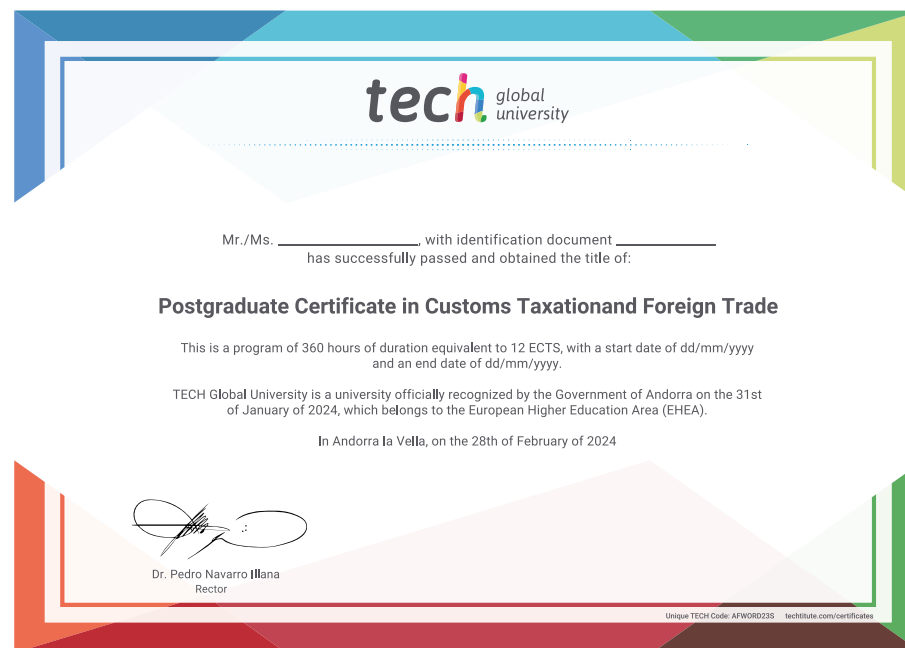 tech global university
Mr./Ms. ____________________, with identification document ______________
has successfully passed and obtained the title of:
Postgraduate Certificate in Customs Taxationand Foreign Trade
This is a program of 360 hours of duration equivalent to 12 ECTS, with a start date of dd/mm/yyyy
and an end date of dd/mm/yyyy.
TECH Global University is a university officially recognized by the Government of Andorra on the 31st
of January of 2024, which belongs to the European Higher Education Area (EHEA).
In Andorra la Vella, on the 28th of February of 2024
Dr. Pedro Navarro Illana
Rector
Unique TECH Code: AFWORD23S techtitute.com/certificates